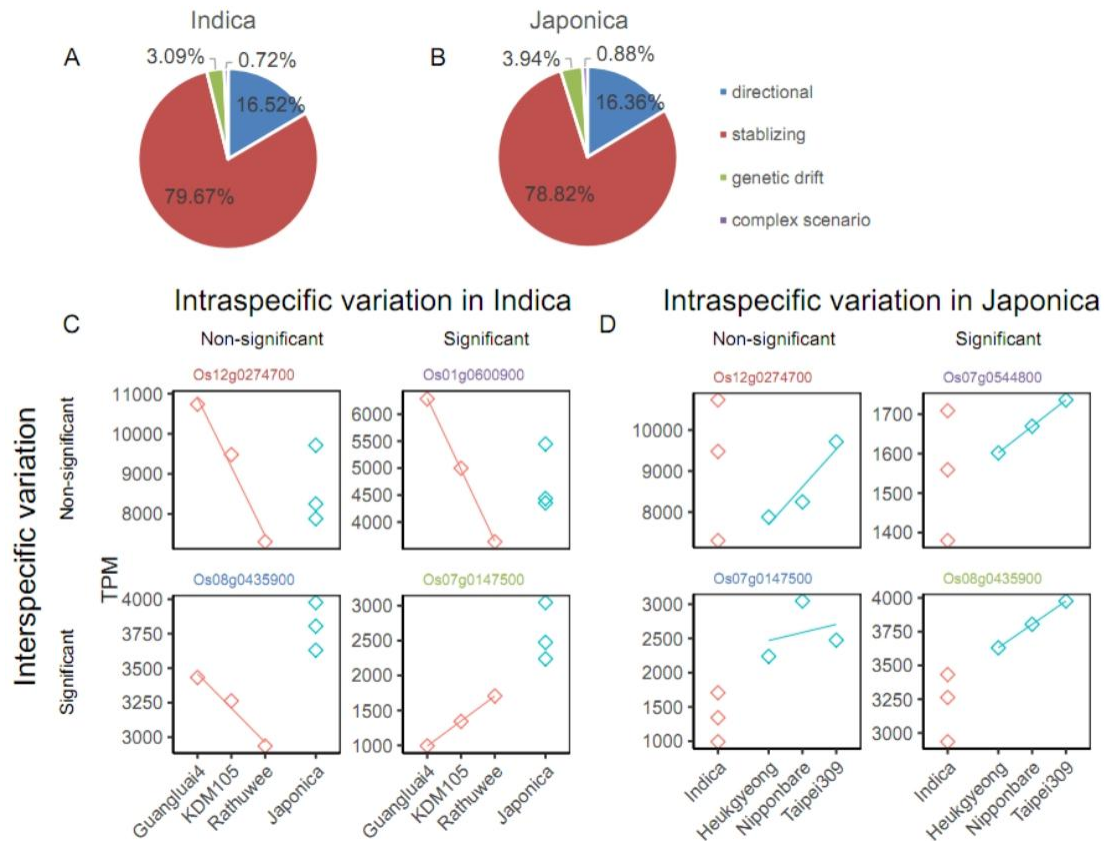 Indica
Japonica
A
B
3.09%
0.72%
16.52%
79.67%
3.94%
0.88%
16.36%
78.82%
directional
stablizing
genetic drift
complex scenario
Intraspecific variation in Indica
Intraspecific variation in Japonica
C
D
Non-significant
Significant
Non-significant
Significant
Interspecific variation
Non-significant
Significant
TPM
Os12g0274700
11000
10000
9000
8000
Os01g0600900
6000
5500
5000
4500
4000
Os12g0274700
10000
9000
8000
Os07g0544800
1700
1600
1500
1400
Os08g0435900
4000
3750
3500
3250
3000
Os07g0147500
3000
2500
2000
1500
1000
Os07g0147500
3000
2500
2000
1500
1000
Os08g0435900
4000
3750
3500
3250
3000
Guangluai4
KDM105
Rathuwee
Japonica
Guangluai4
KDM105
Rathuwee
Japonica
Indica
Heukgyeong
Nipponbare
Taipei309
Indica
Heukgyeong
Nipponbare
Taipei309